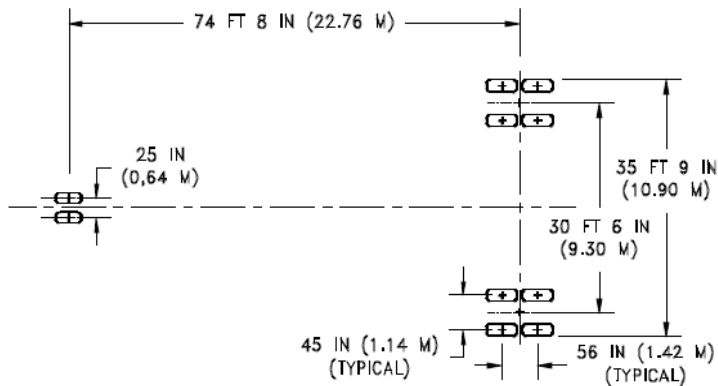 74 FT 8 IN (22.76 M)
25 IN
(0,64 M)
35 FT 9 IN
(10.90 M)
30 FT 6 IN
(9.30 M)
45 IN (1.14 M)
(TYPICAL)
56 IN (1.42 M)
(TYPICAL)